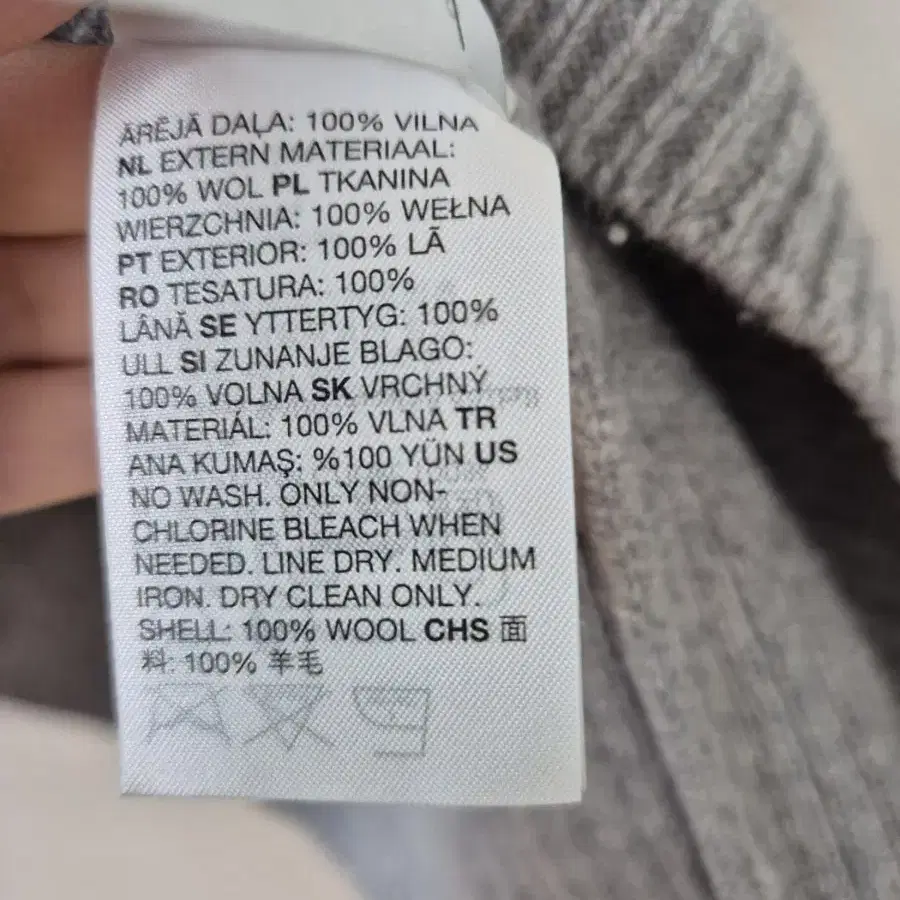 ĀRĒJĀ DAĻA: 100% VILNA
NL EXTERN MATERIAAL:
100% WOL PL TKANINA
WIERZCHNIA: 100% WEŁNA
PT EXTERIOR: 100% LÃ
RO TESATURA: 100%
LÂNĂ SE YTTERTYG: 100%
ULL SI ZUNANJE BLAGO:
100% VOLNA SK VRCHNÝ
MATERIÁL: 100% VLNA TR
ANA KUMAŞ: %100 YÜN US
NO WASH. ONLY NON-
CHLORINE BLEACH WHEN
NEEDED. LINE DRY. MEDIUM
IRON. DRY CLEAN ONLY.
SHELL: 100% WOOL CHS 面
料: 100% 羊毛